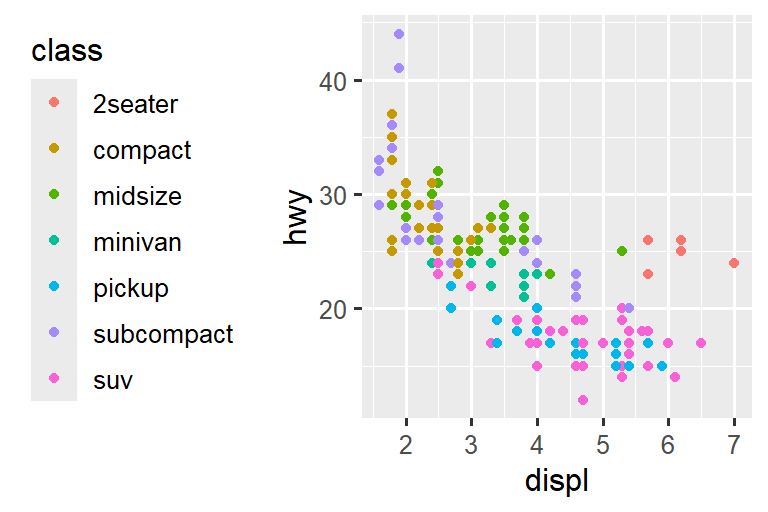 class
2seater
compact
midsize
minivan
pickup
subcompact
suv
hwy
40
30
20
2 3 4 5 6 7
displ